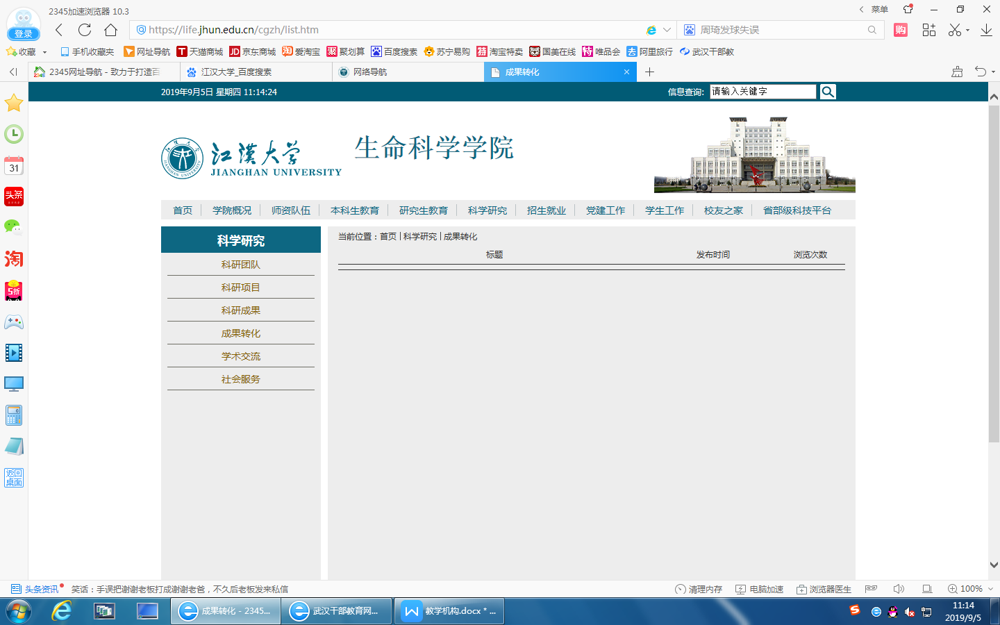 2345加速浏览器 10.3
菜单
登录
https://life.jhun.edu.cn/cgzh/list.htm
周琦发球失误
购
收藏
手机收藏夹
网址导航
T 天猫商城
JD 京东商城
淘 爱淘宝
聚 聚划算
百度搜索
苏宁易购
特 淘宝特卖
国美在线
特 唯品会
去 阿里旅行
武汉干部教
2345网址导航 - 致力于打造百
江汉大学_百度搜索
网络导航
成果转化
2019年9月5日 星期四 11:14:24
信息查询:
请输入关键字
31
头条
淘
5折
返回
桌面
江漢大学
JIANGHAN UNIVERSITY
生命科学学院
首页
学院概况
师资队伍
本科生教育
研究生教育
科学研究
招生就业
党建工作
学生工作
校友之家
省部级科技平台
科学研究
科研团队
科研项目
科研成果
成果转化
学术交流
社会服务
当前位置：首页 | 科学研究 | 成果转化
标题
发布时间
浏览次数
头条资讯
笑话：手误把谢谢老板打成谢谢老爸，不久后老板发来私信
清理内存
电脑加速
浏览器医生
100%
成果转化 - 2345...
武汉干部教育网...
教学机构.docx * ...
11:14
2019/9/5